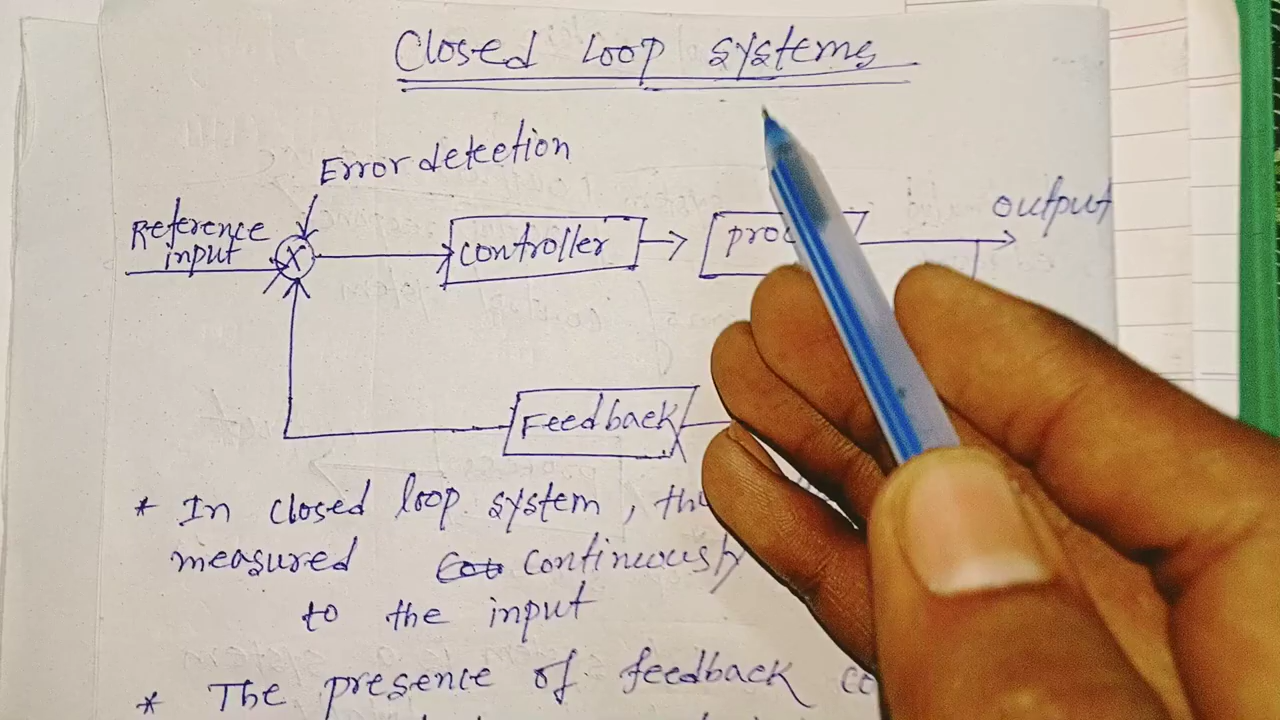 Closed Loop systems
Error detection
Reference
input
X
controller
output
Feedback
* In closed loop system,
measured continuously
to the input
* The presence of feedback